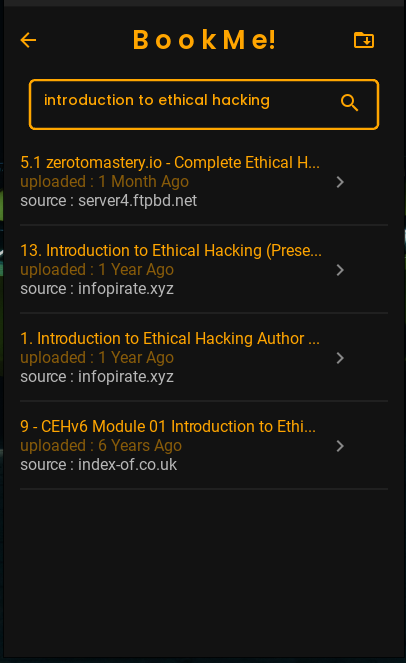 BookMe!
introduction to ethical hacking
5.1 zerotomastery.io - Complete Ethical H...
uploaded : 1 Month Ago
source : server4.ftpbd.net
13. Introduction to Ethical Hacking (Prese...
uploaded : 1 Year Ago
source : infopirate.xyz
1. Introduction to Ethical Hacking Author ...
uploaded : 1 Year Ago
source : infopirate.xyz
9 - CEHv6 Module 01 Introduction to Ethi...
uploaded : 6 Years Ago
source : index-of.co.uk